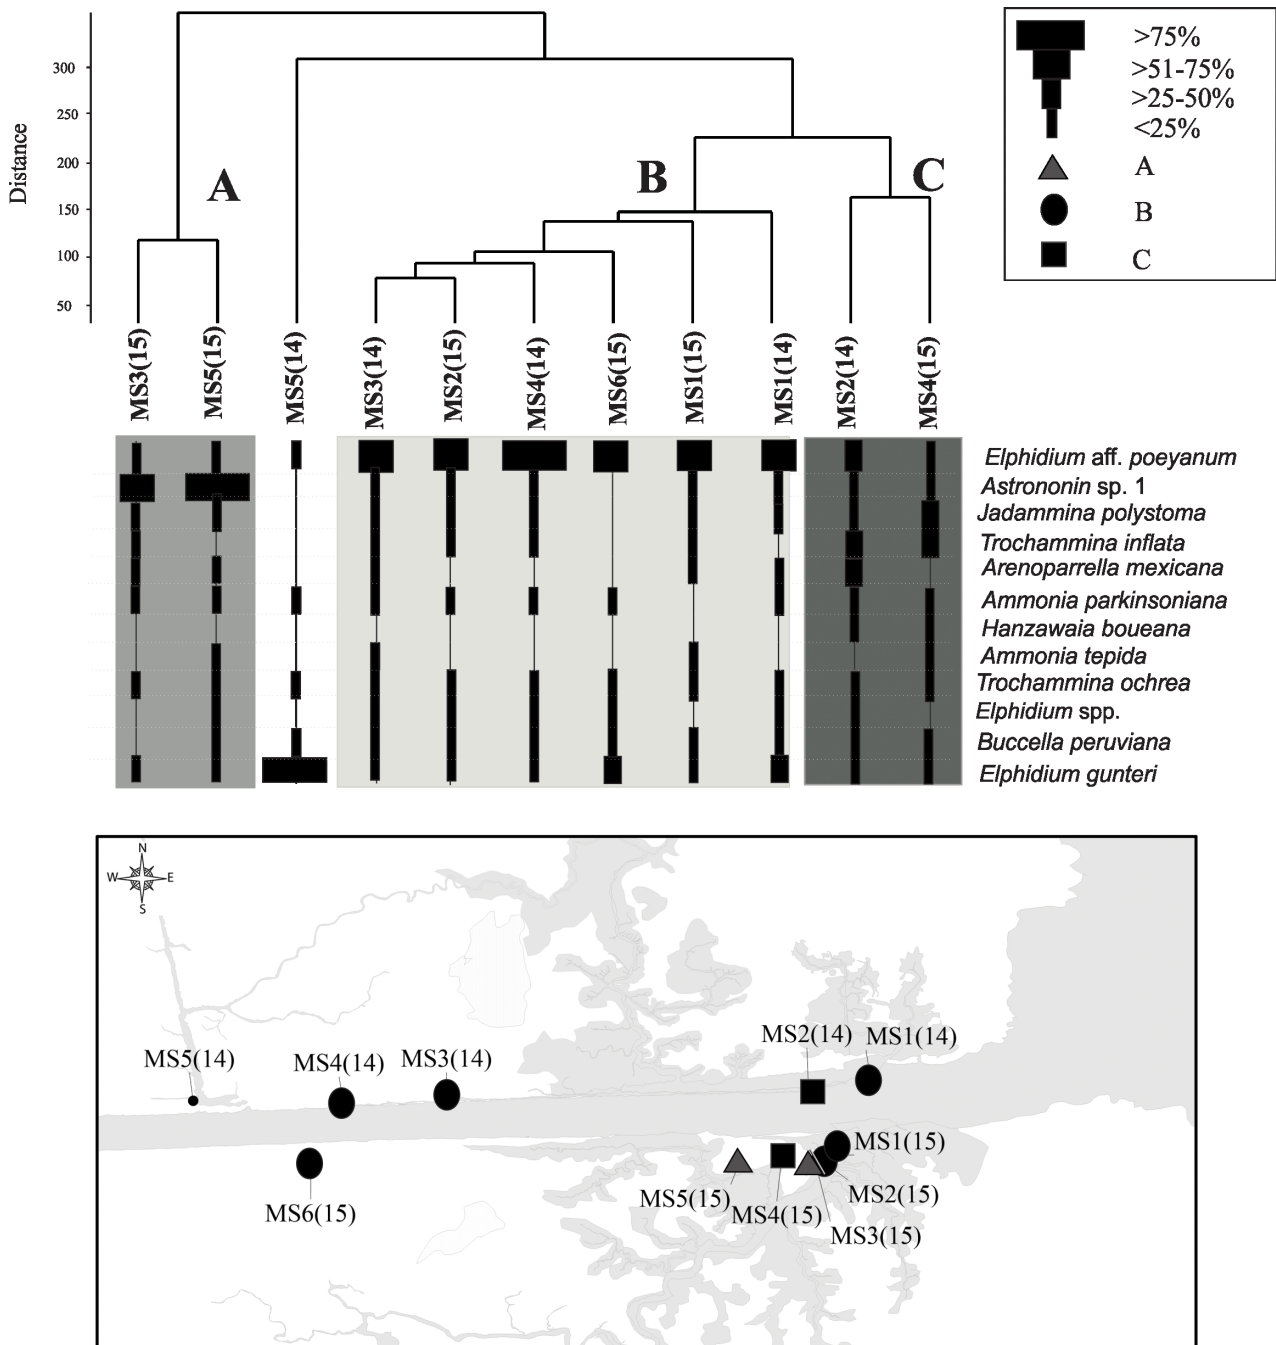 Distance
300
250
200
150
100
50
A
B
C
>75%
>51-75%
>25-50%
<25%
A
B
C
MS3(15)
MS5(15)
MS5(14)
MS3(14)
MS2(15)
MS4(14)
MS6(15)
MS1(15)
MS1(14)
MS2(14)
MS4(15)
Elphidium aff. poeyanum
Astrononin sp. 1
Jadammina polystoma
Trochammina inflata
Arenoparrella mexicana
Ammonia parkinsoniana
Hanzawaia boueana
Ammonia tepida
Trochammina ochrea
Elphidium spp.
Buccella peruviana
Elphidium gunteri
N
W E
S
MS2(14) MS1(14)
MS5(14) MS4(14) MS3(14)
MS1(15)
MS5(15) MS4(15) MS2(15)
MS6(15)
MS3(15)